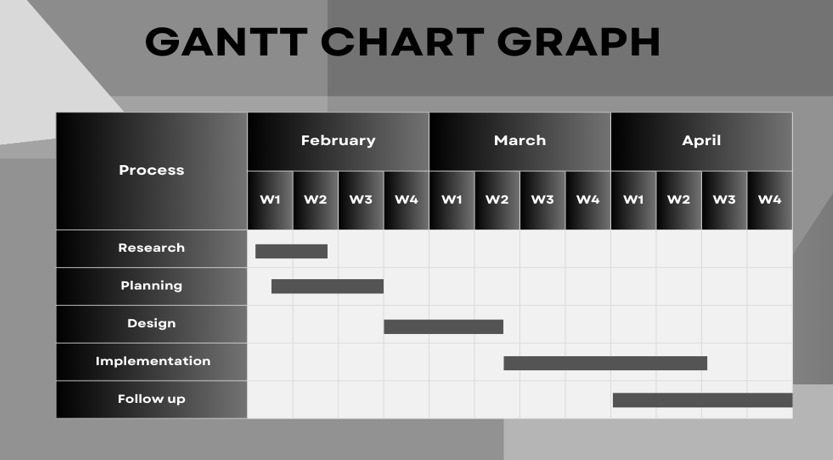 GANTT CHART GRAPH
Process
February March April
W1 W2 W3 W4 W1 W2 W3 W4 W1 W2 W3 W4
Research
Planning
Design
Implementation
Follow up